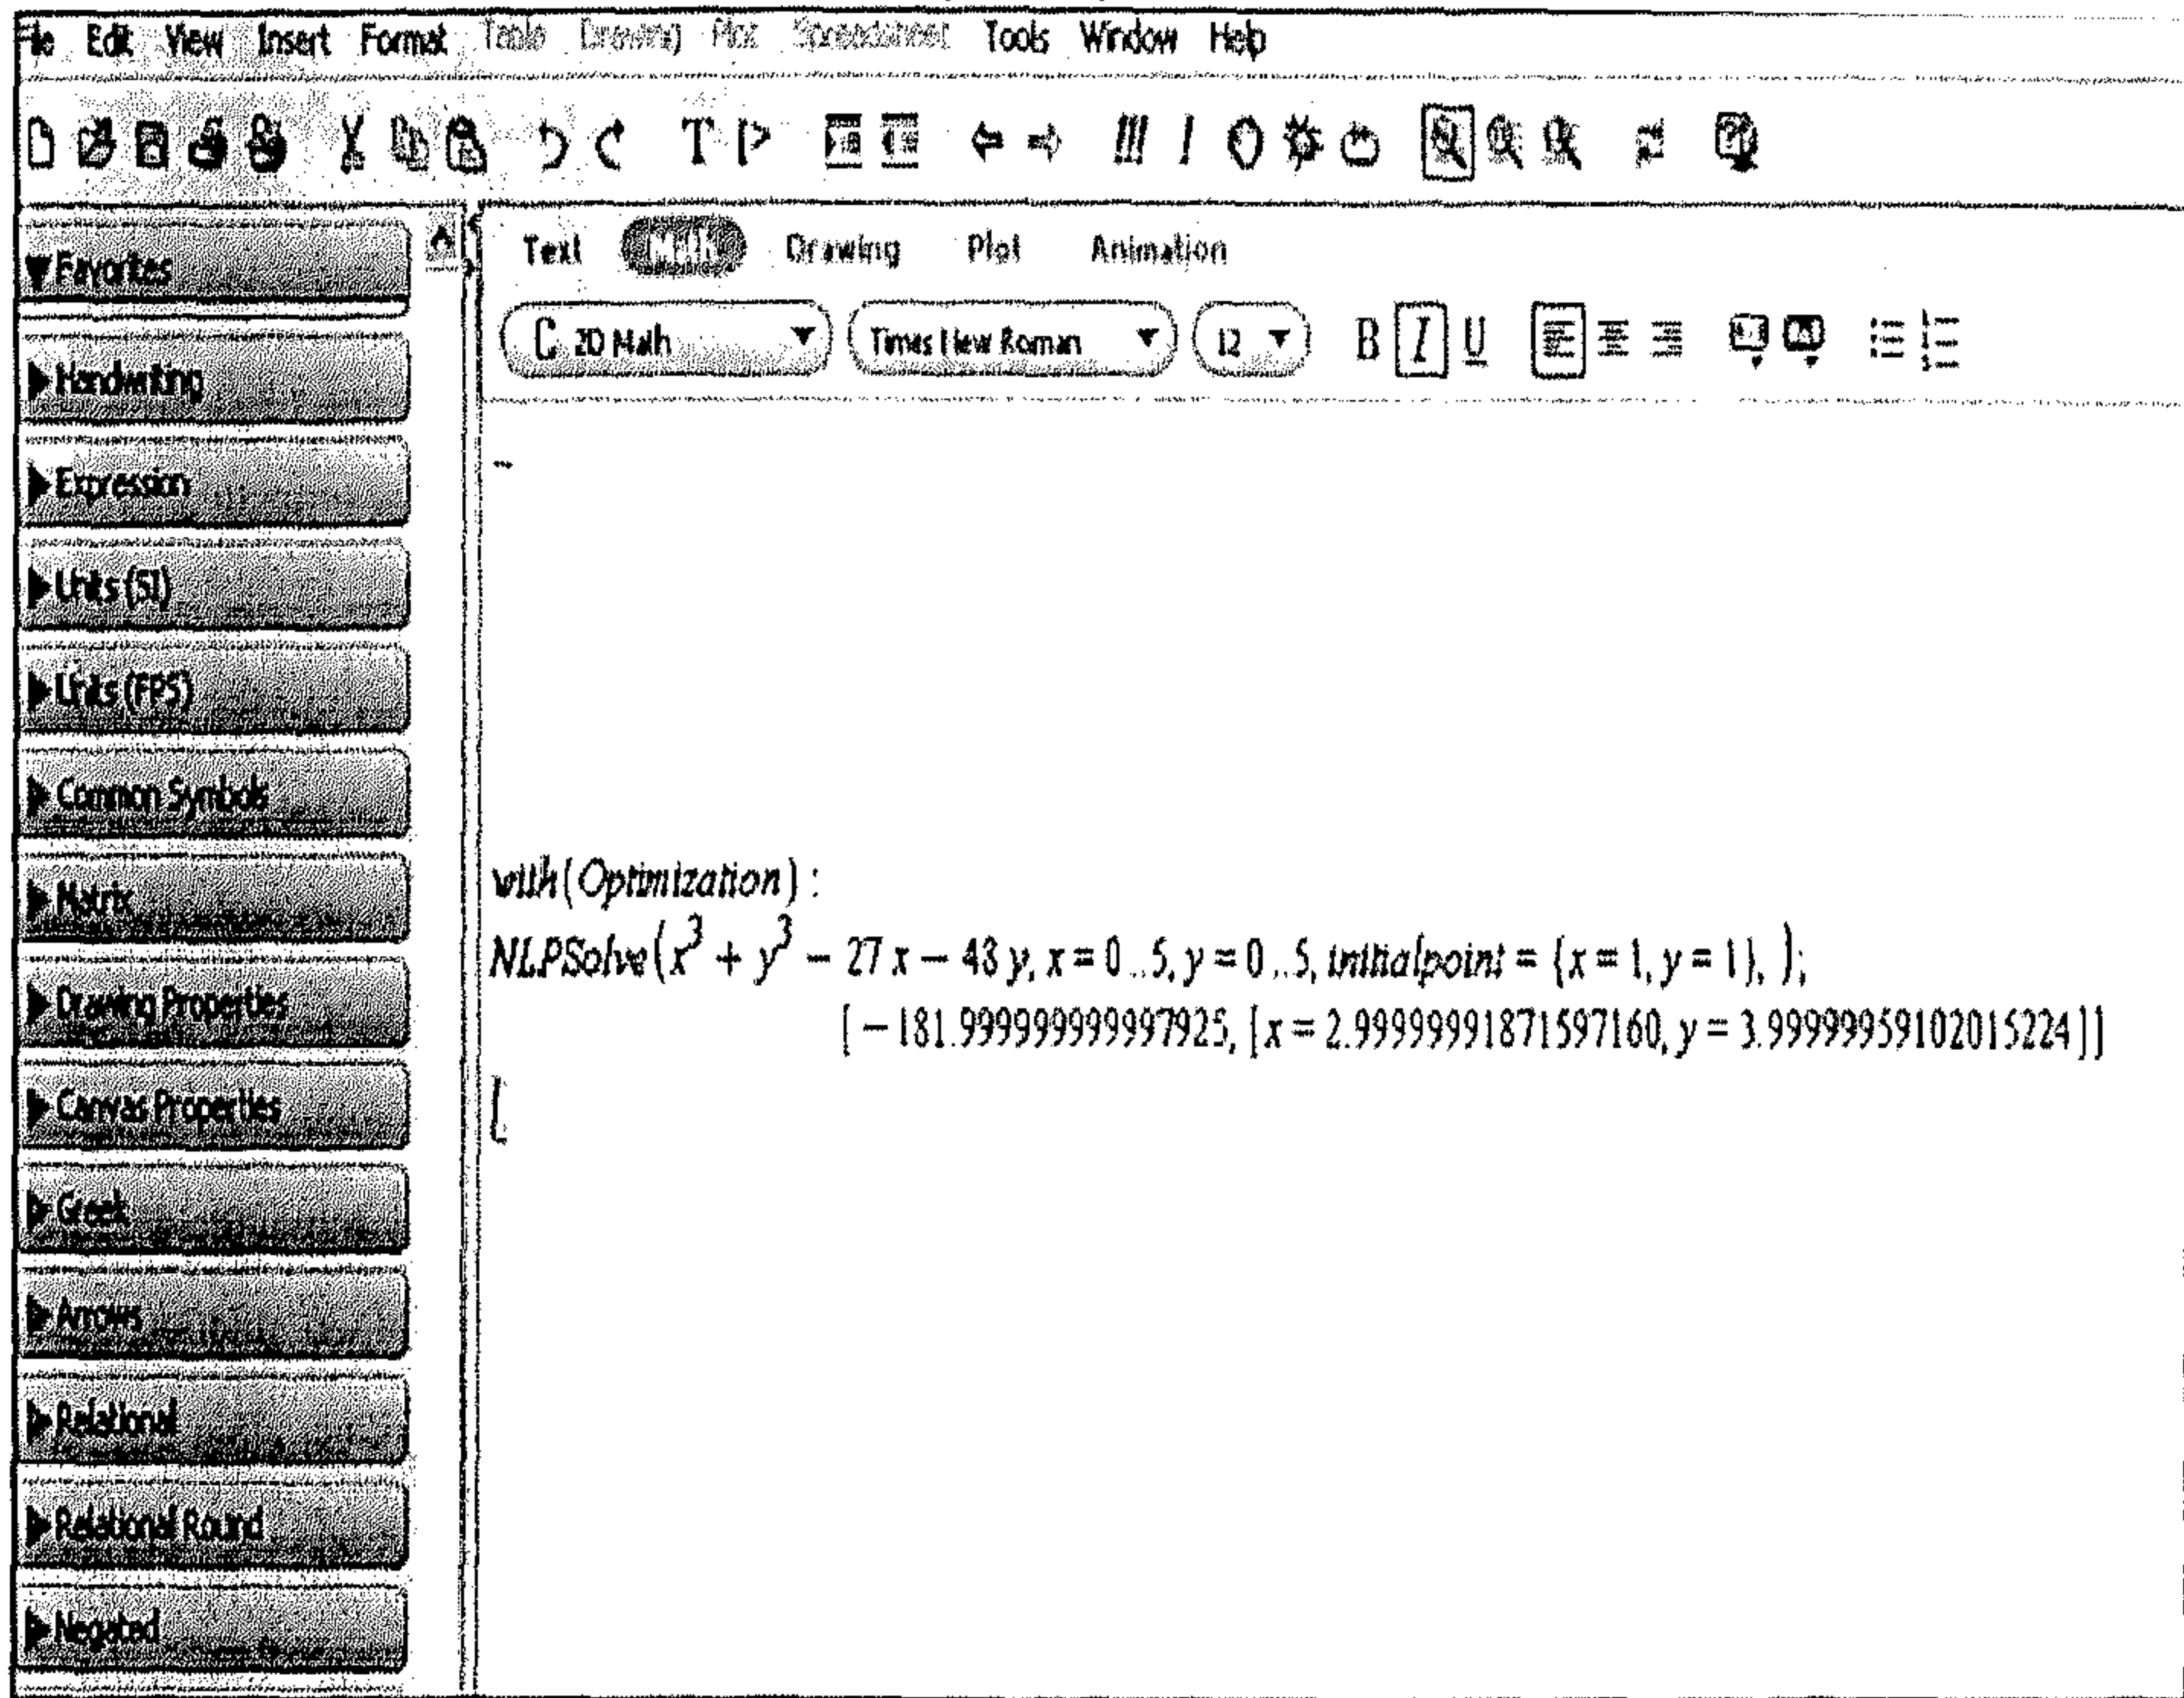 File Edit View Insert Format Table Drawing Plot Spreadsheet Tools Window Help
Text Math Drawing Plot Animation
C 2D Math Times New Roman 12 B I U
Favorites
Handwriting
Expression
Units (SI)
Units (FPS)
Common Symbols
Matrix
Drawing Properties
Canvas Properties
Greek
Arrows
Relational
Relational Round
Negated
with(Optimization) :
NLPSolve(x^3 + y^3 − 27 x − 48 y, x = 0 ..5, y = 0 ..5, initialpoint = {x = 1, y = 1}, );
[ −181.999999999997925, [x = 2.99999991871597160, y = 3.99999959102015224]]
[